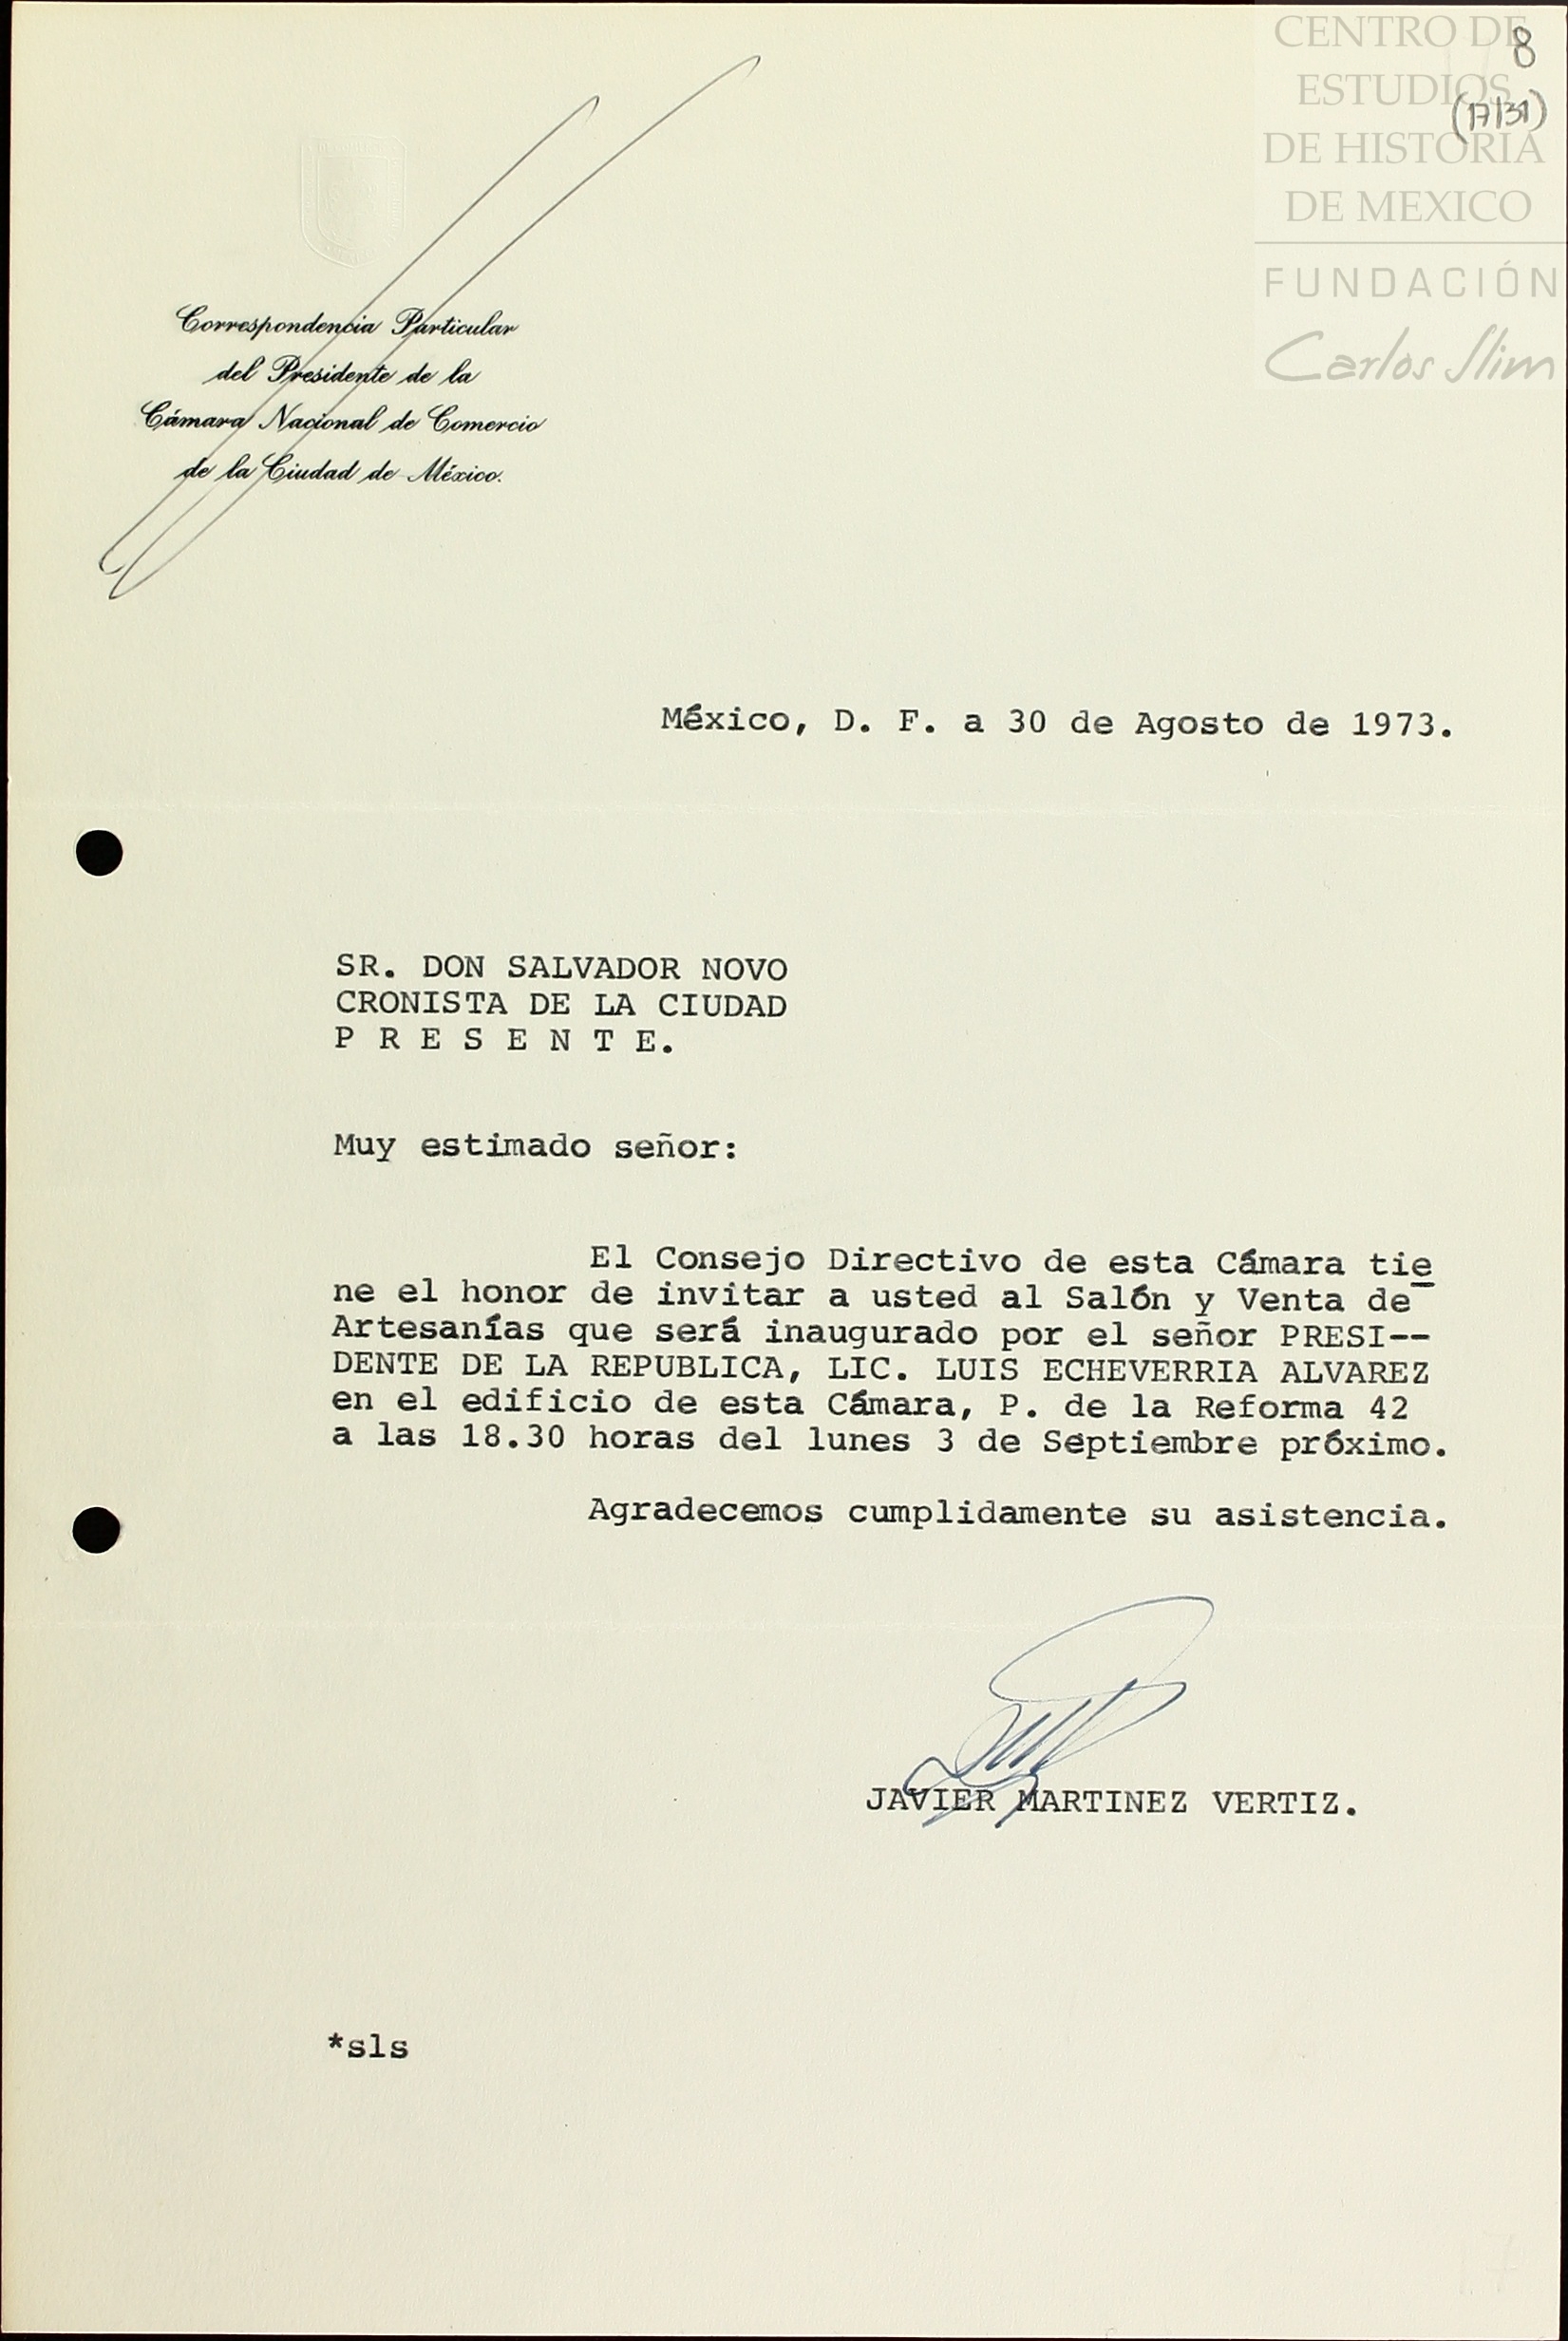 CENTRO DE
ESTUDIOS
DE HISTORIA
DE MEXICO
FUNDACIÓN
Carlos Slim
8
(17/31)
Correspondencia Particular
del Presidente de la
Cámara Nacional de Comercio
de la Ciudad de México.
México, D. F. a 30 de Agosto de 1973.
SR. DON SALVADOR NOVO
CRONISTA DE LA CIUDAD
P R E S E N T E.
Muy estimado señor:
El Consejo Directivo de esta Cámara tie
ne el honor de invitar a usted al Salón y Venta de
Artesanías que será inaugurado por el señor PRESI--
DENTE DE LA REPUBLICA, LIC. LUIS ECHEVERRIA ALVAREZ
en el edificio de esta Cámara, P. de la Reforma 42
a las 18.30 horas del lunes 3 de Septiembre próximo.
Agradecemos cumplidamente su asistencia.
JAVIER MARTINEZ VERTIZ.
*sls